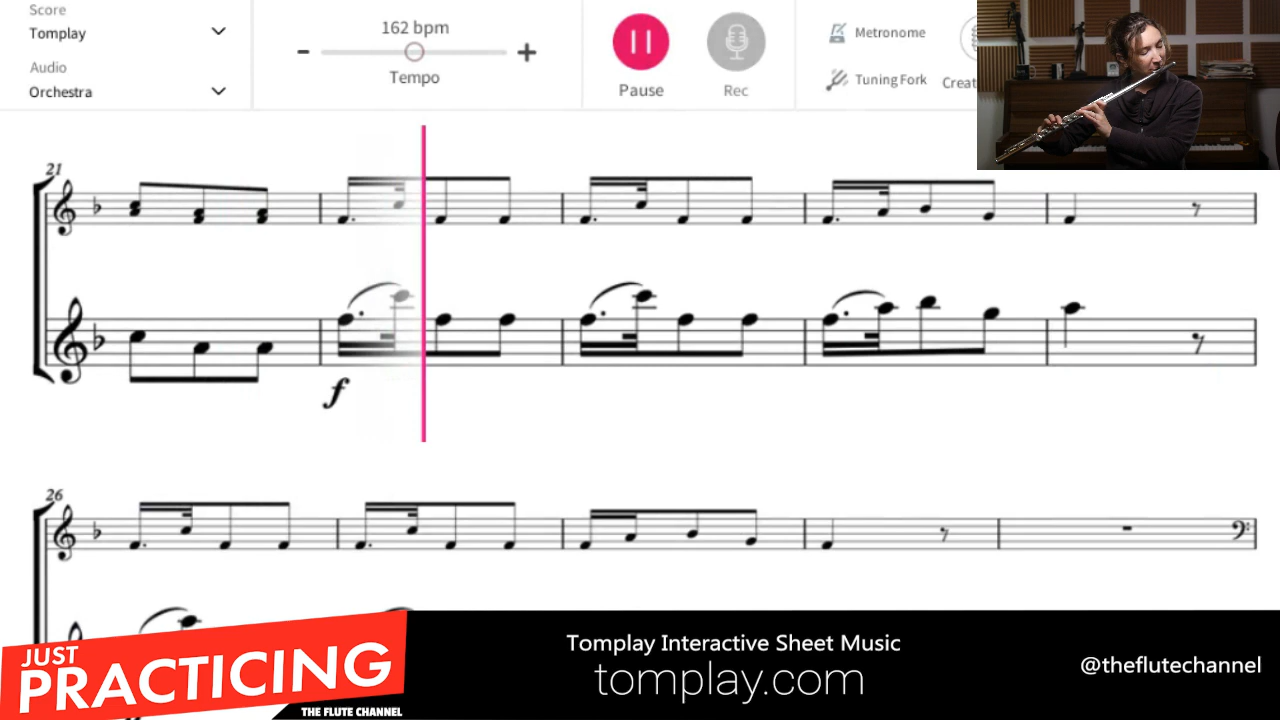 Score
Tomplay
Audio
Orchestra
162 bpm
Tempo
Pause
Rec
Metronome
Tuning Fork
Creat
21
f
26
JUST
PRACTICING
THE FLUTE CHANNEL
Tomplay Interactive Sheet Music
tomplay.com
@theflutechannel